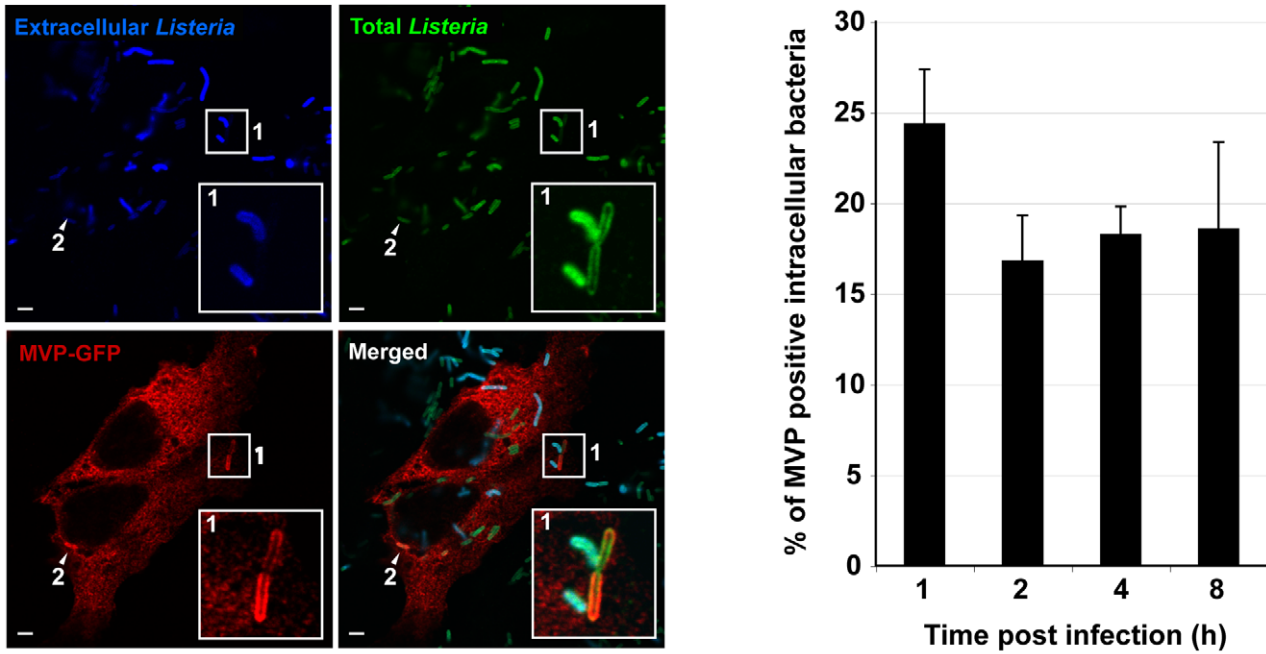 Extracellular Listeria
1
1
2
Total Listeria
1
1
2
MVP-GFP
1
1
2
Merged
1
1
2
% of MVP positive intracellular bacteria
30
25
20
15
10
5
0
1 2 4 8
Time post infection (h)